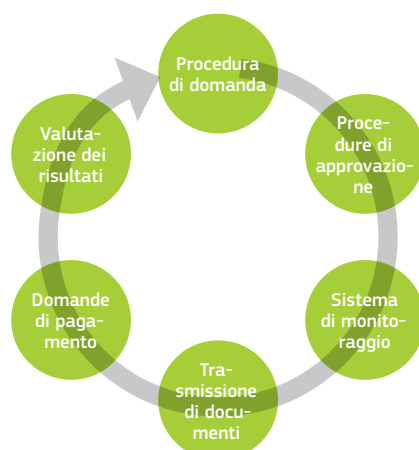 Procedura
di domanda
Proce-
dure di
approvazio-
ne
Sistema
di monito-
raggio
Tra-
smissione
di docu-
menti
Domande
di paga-
mento
Valuta-
zione dei
risultati